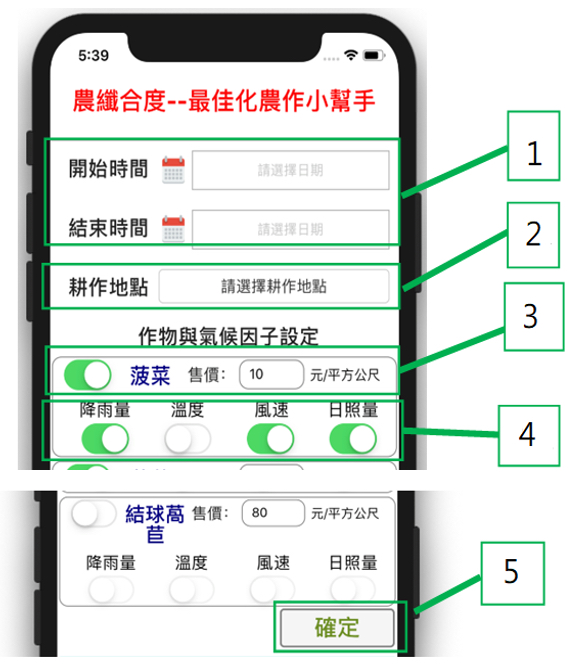 5:39
農纖合度--最佳化農作小幫手
開始時間 請選擇日期
1
結束時間 請選擇日期
2
耕作地點 請選擇耕作地點
3
作物與氣候因子設定
菠菜 售價： 10 元/平方公尺
降雨量 溫度 風速 日照量
4
結球萵苣 售價： 80 元/平方公尺
降雨量 溫度 風速 日照量
5
確定